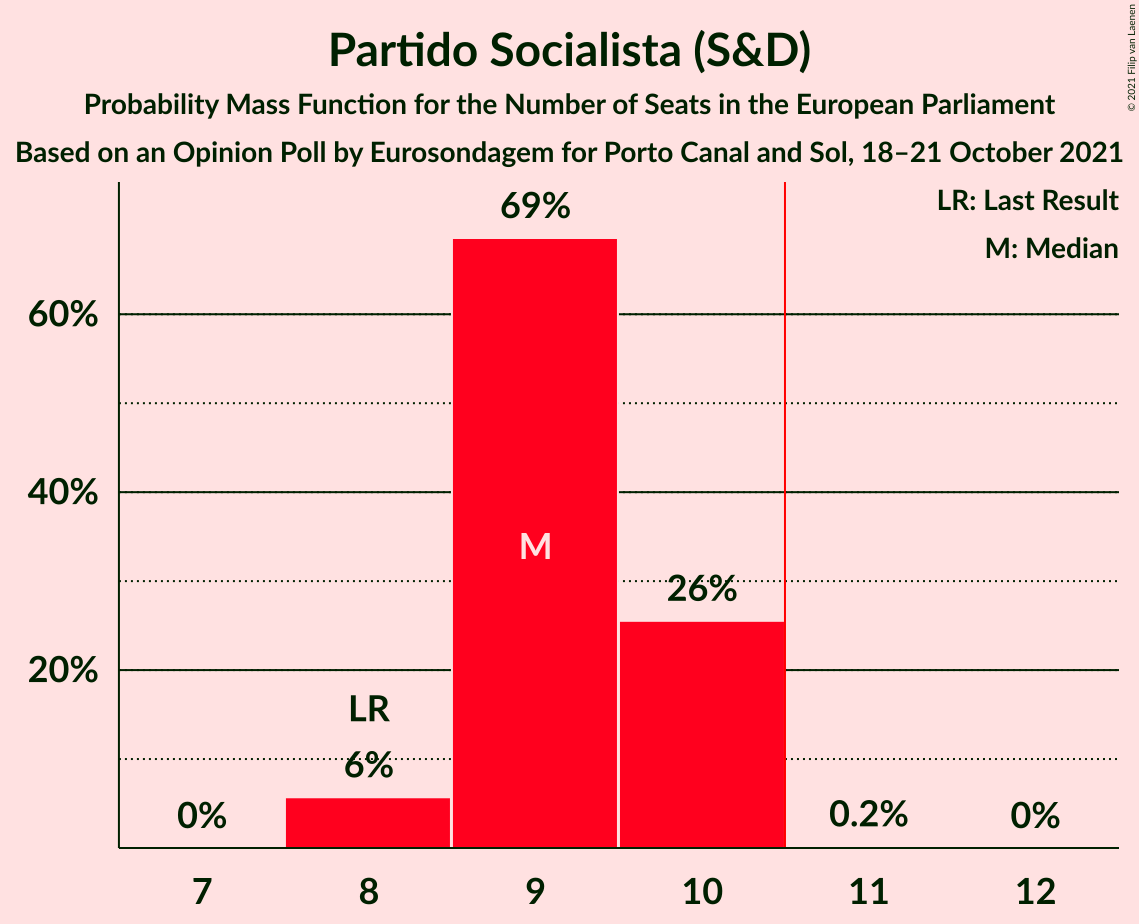 Partido Socialista (S&D)
Probability Mass Function for the Number of Seats in the European Parliament
Based on an Opinion Poll by Eurosondagem for Porto Canal and Sol, 18–21 October 2021
© 2021 Filip van Laenen
LR: Last Result
M: Median
69%
60%
40%
M
26%
20%
LR
6%
0%
0.2%
0%
7 8 9 10 11 12